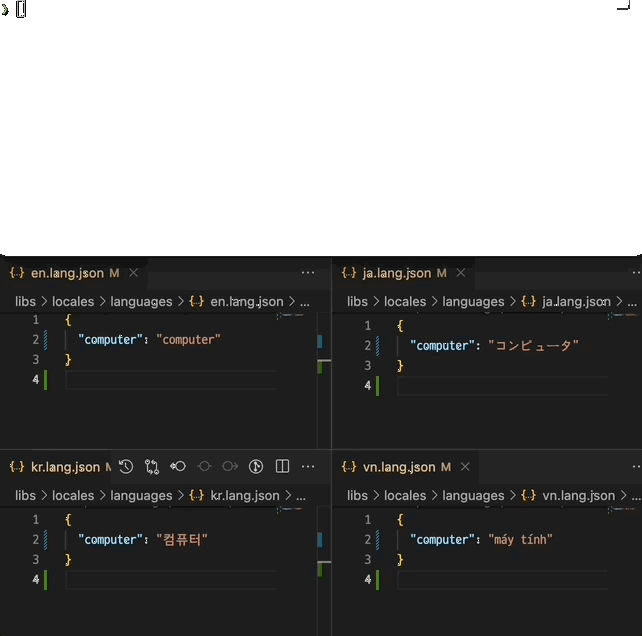 ❯
en.lang.json M
libs > locales > languages > {..} en.lang.json > ...
1 {
2 "computer": "computer"
3 }
4
ja.lang.json M
libs > locales > languages > {..} ja.lang.json > ...
1 {
2 "computer": "コンピュータ"
3 }
4
kr.lang.json M
libs > locales > languages > {..} kr.lang.json > ...
1 {
2 "computer": "컴퓨터"
3 }
4
vn.lang.json M
libs > locales > languages > {..} vn.lang.json > ...
1 {
2 "computer": "máy tính"
3 }
4